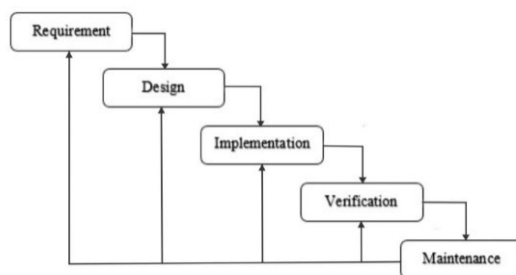 Requirement
Design
Implementation
Verification
Maintenance